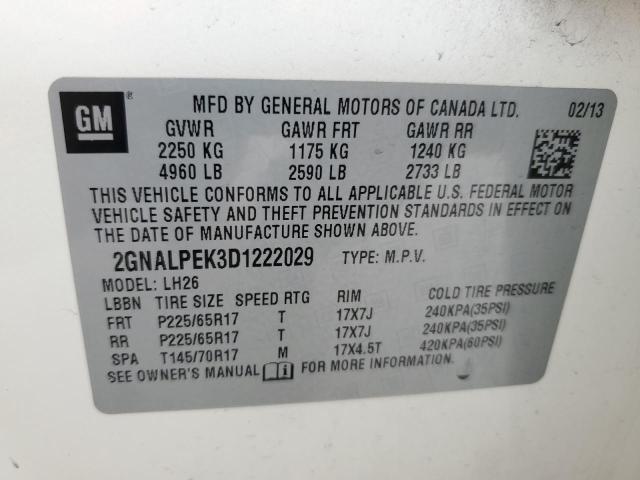 GM ®
MFD BY GENERAL MOTORS OF CANADA LTD. 02/13
GVWR GAWR FRT GAWR RR
2250 KG 1175 KG 1240 KG
4960 LB 2590 LB 2733 LB
THIS VEHICLE CONFORMS TO ALL APPLICABLE U.S. FEDERAL MOTOR
VEHICLE SAFETY AND THEFT PREVENTION STANDARDS IN EFFECT ON
THE DATE OF MANUFACTURE SHOWN ABOVE.
2GNALPEK3D1222029 TYPE: M.P.V.
MODEL: LH26
LBBN TIRE SIZE SPEED RTG RIM COLD TIRE PRESSURE
FRT P225/65R17 T 17X7J 240KPA(35PSI)
RR P225/65R17 T 17X7J 240KPA(35PSI)
SPA T145/70R17 M 17X4.5T 420KPA(60PSI)
SEE OWNER'S MANUAL i FOR MORE INFORMATION.